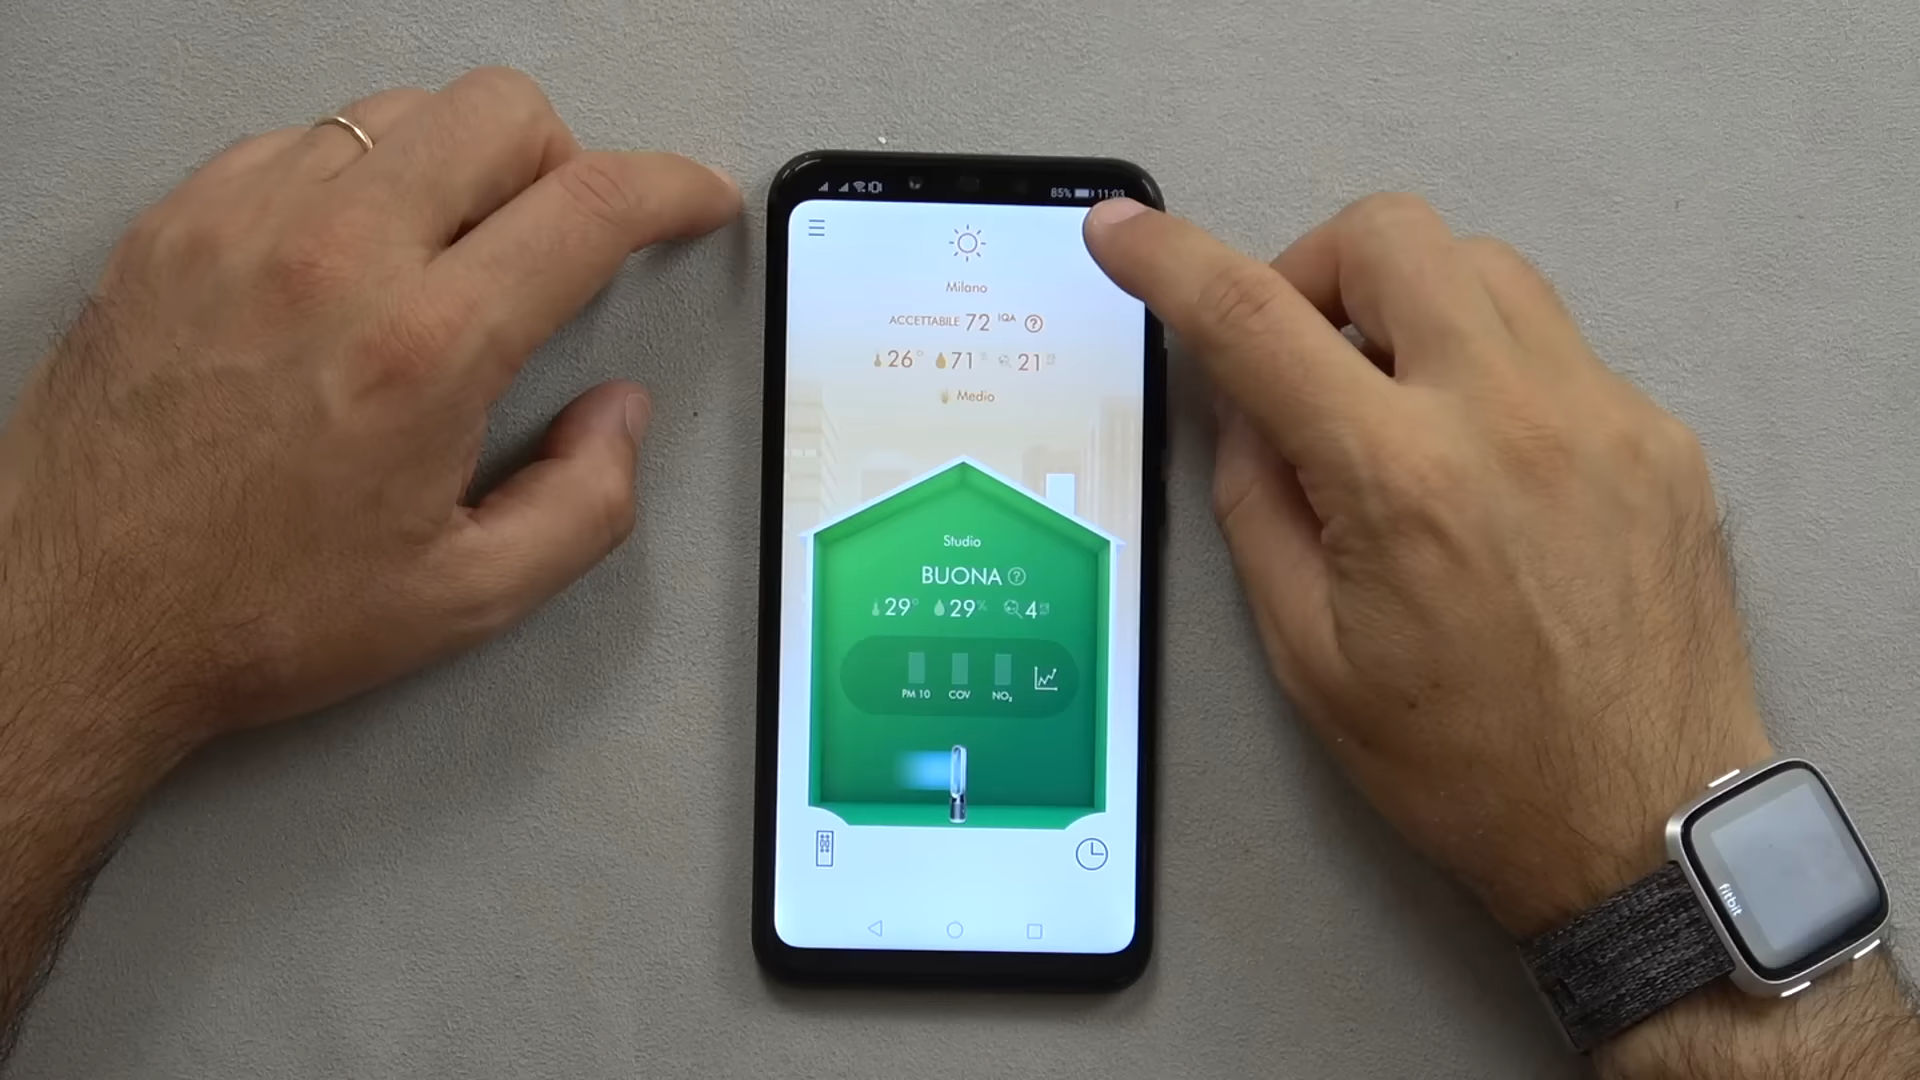 85% 11:03
Milano
ACCETTABILE 72 IQA ?
26° 71 21
Medio
Studio
BUONA ?
29° 29% 4
PM 10 COV NO₂
fitbit